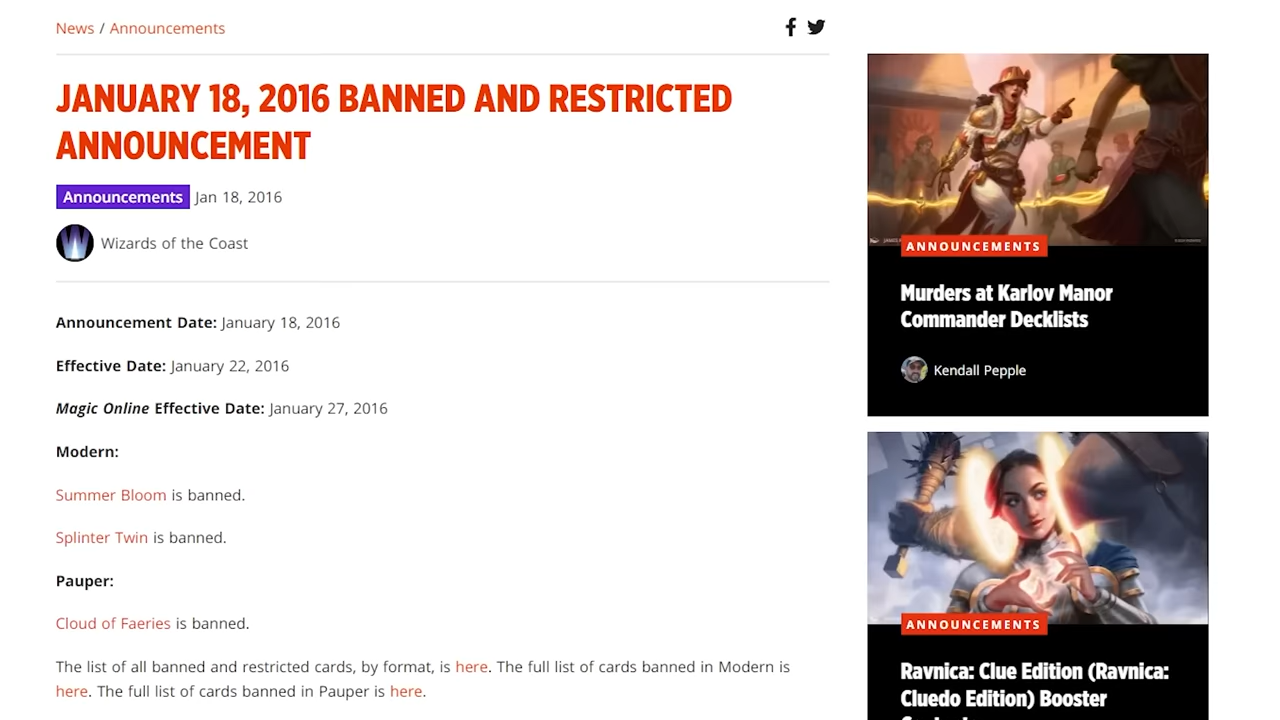 News / Announcements
JANUARY 18, 2016 BANNED AND RESTRICTED
ANNOUNCEMENT
Announcements Jan 18, 2016
Wizards of the Coast
Announcement Date: January 18, 2016
Effective Date: January 22, 2016
Magic Online Effective Date: January 27, 2016
Modern:
Summer Bloom is banned.
Splinter Twin is banned.
Pauper:
Cloud of Faeries is banned.
The list of all banned and restricted cards, by format, is here. The full list of cards banned in Modern is
here. The full list of cards banned in Pauper is here.
ANNOUNCEMENTS
Murders at Karlov Manor
Commander Decklists
Kendall Pepple
ANNOUNCEMENTS
Ravnica: Clue Edition (Ravnica:
Cluedo Edition) Booster